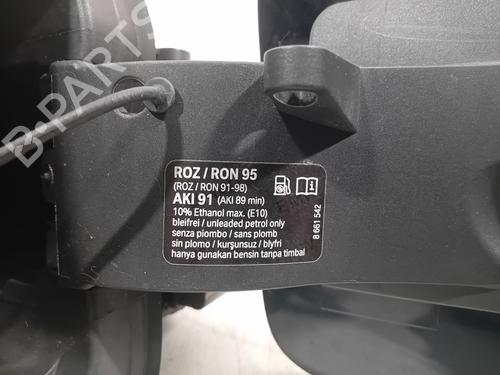 B-PARTS
ROZ / RON 95
(ROZ / RON 91-98)
AKI 91 (AKI 89 min)
10% Ethanol max. (E10)
bleifrei / unleaded petrol only
senza piombo / sans plomb
sin plomo / kurşunsuz / blyfri
hanya gunakan bensin tanpa timbal
8 661 542